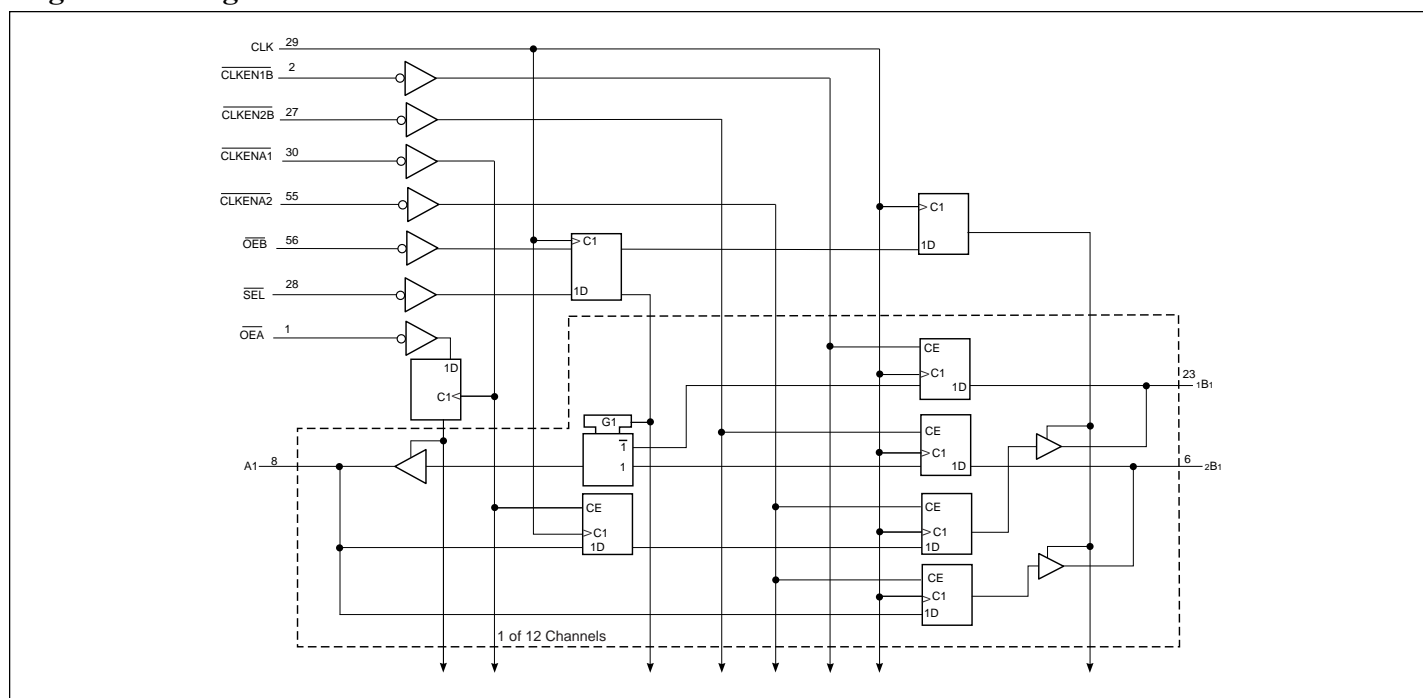 CLK 29
CLKEN1B 2
CLKEN2B 27
CLKENA1 30
CLKENA2 55
C1
OEB 56
C1
1D
SEL 28
1D
OEA 1
CE
1D
C1
23
1B1
1D
C1
G1
CE
1
C1
A1 8
1
1D
6
2B1
CE
CE
C1
C1
1D
1D
CE
C1
1D
1 of 12 Channels